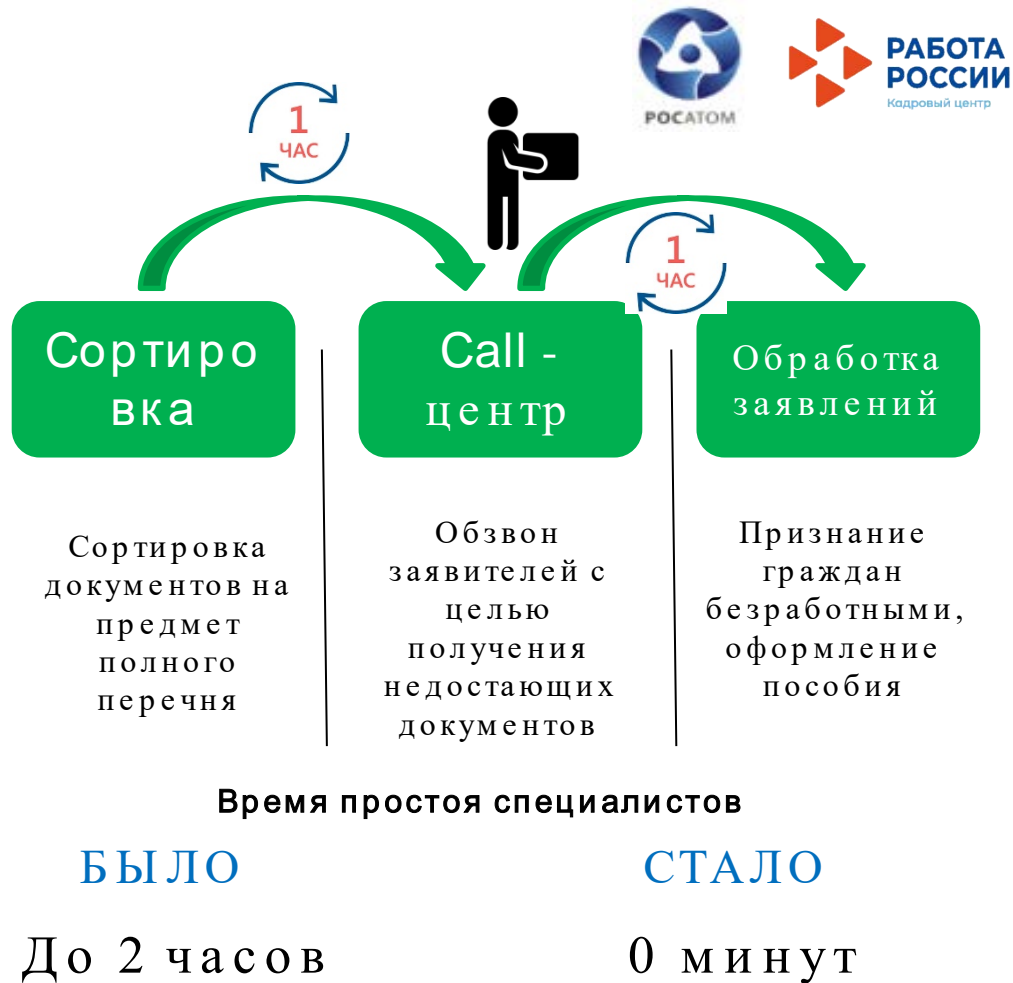 РОСАТОМ
РАБОТА
РОССИИ
Кадровый центр
1
ЧАС
1
ЧАС
Сортиро
вка
Call -
центр
Обработка
заявлений
Сортировка
документов на
предмет
полного
перечня
Обзвон
заявителей с
целью
получения
недостающих
документов
Признание
граждан
безработными,
оформление
пособия
Время простоя специалистов
БЫЛО
СТАЛО
До 2 часов
0 минут